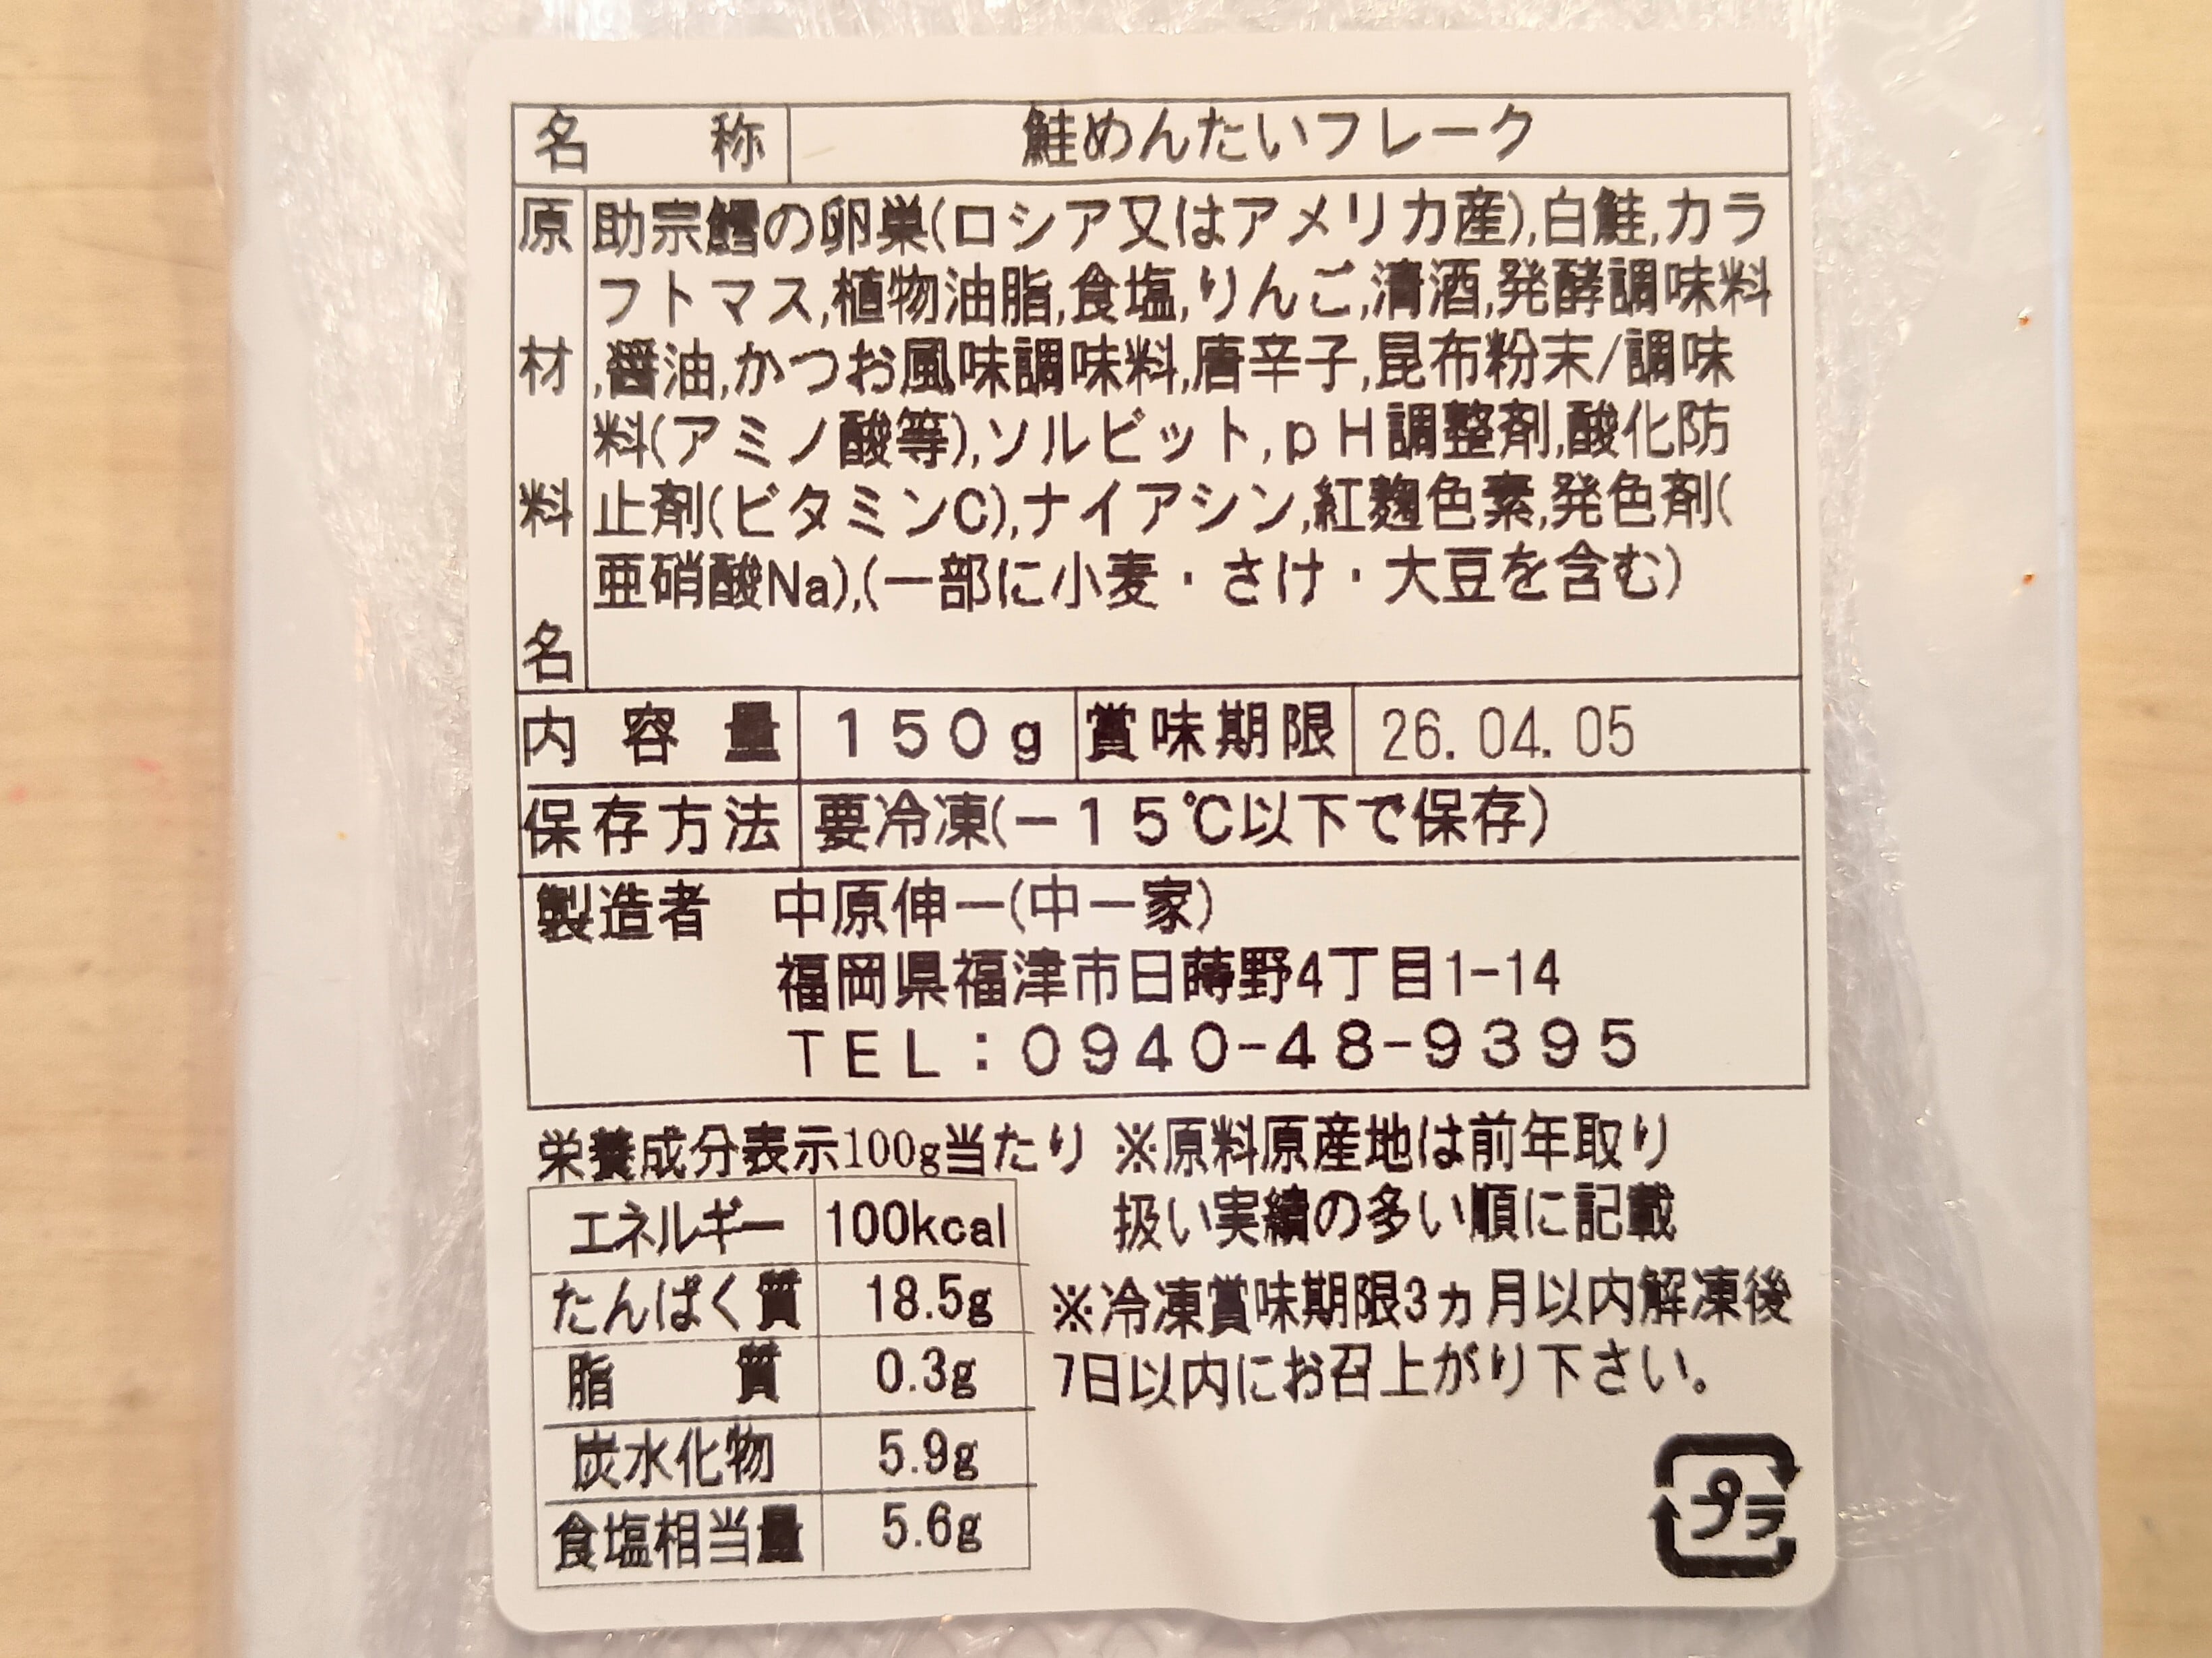 名称 鮭めんたいフレーク
原材料名
助宗鱈の卵巣(ロシア又はアメリカ産),白鮭,カラ
フトマス,植物油脂,食塩,りんご,清酒,発酵調味料
,醤油,かつお風味調味料,唐辛子,昆布粉末/調味
料(アミノ酸等),ソルビット,pH調整剤,酸化防
止剤(ビタミンC),ナイアシン,紅麹色素,発色剤(
亜硝酸Na),(一部に小麦・さけ・大豆を含む)
内容量 150g 賞味期限 26.04.05
保存方法 要冷凍(-15℃以下で保存)
製造者 中原伸一(中一家)
福岡県福津市日蒔野4丁目1-14
TEL:0940-48-9395
栄養成分表示100g当たり
エネルギー 100kcal
たんぱく質 18.5g
脂質 0.3g
炭水化物 5.9g
食塩相当量 5.6g
※原料原産地は前年取り
扱い実績の多い順に記載
※冷凍賞味期限3ヵ月以内解凍後
7日以内にお召上がり下さい。
プラ